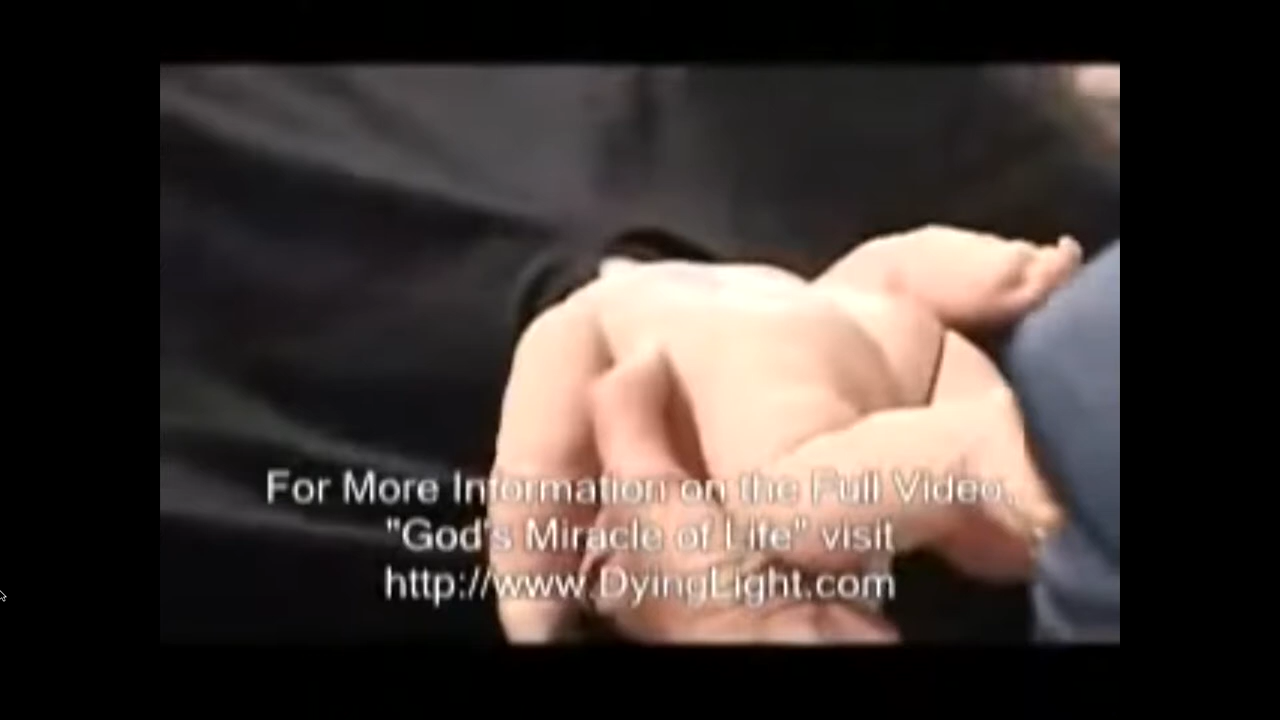 For More Information on the Full Video,
"God's Miracle of Life" visit
http://www.DyingLight.com